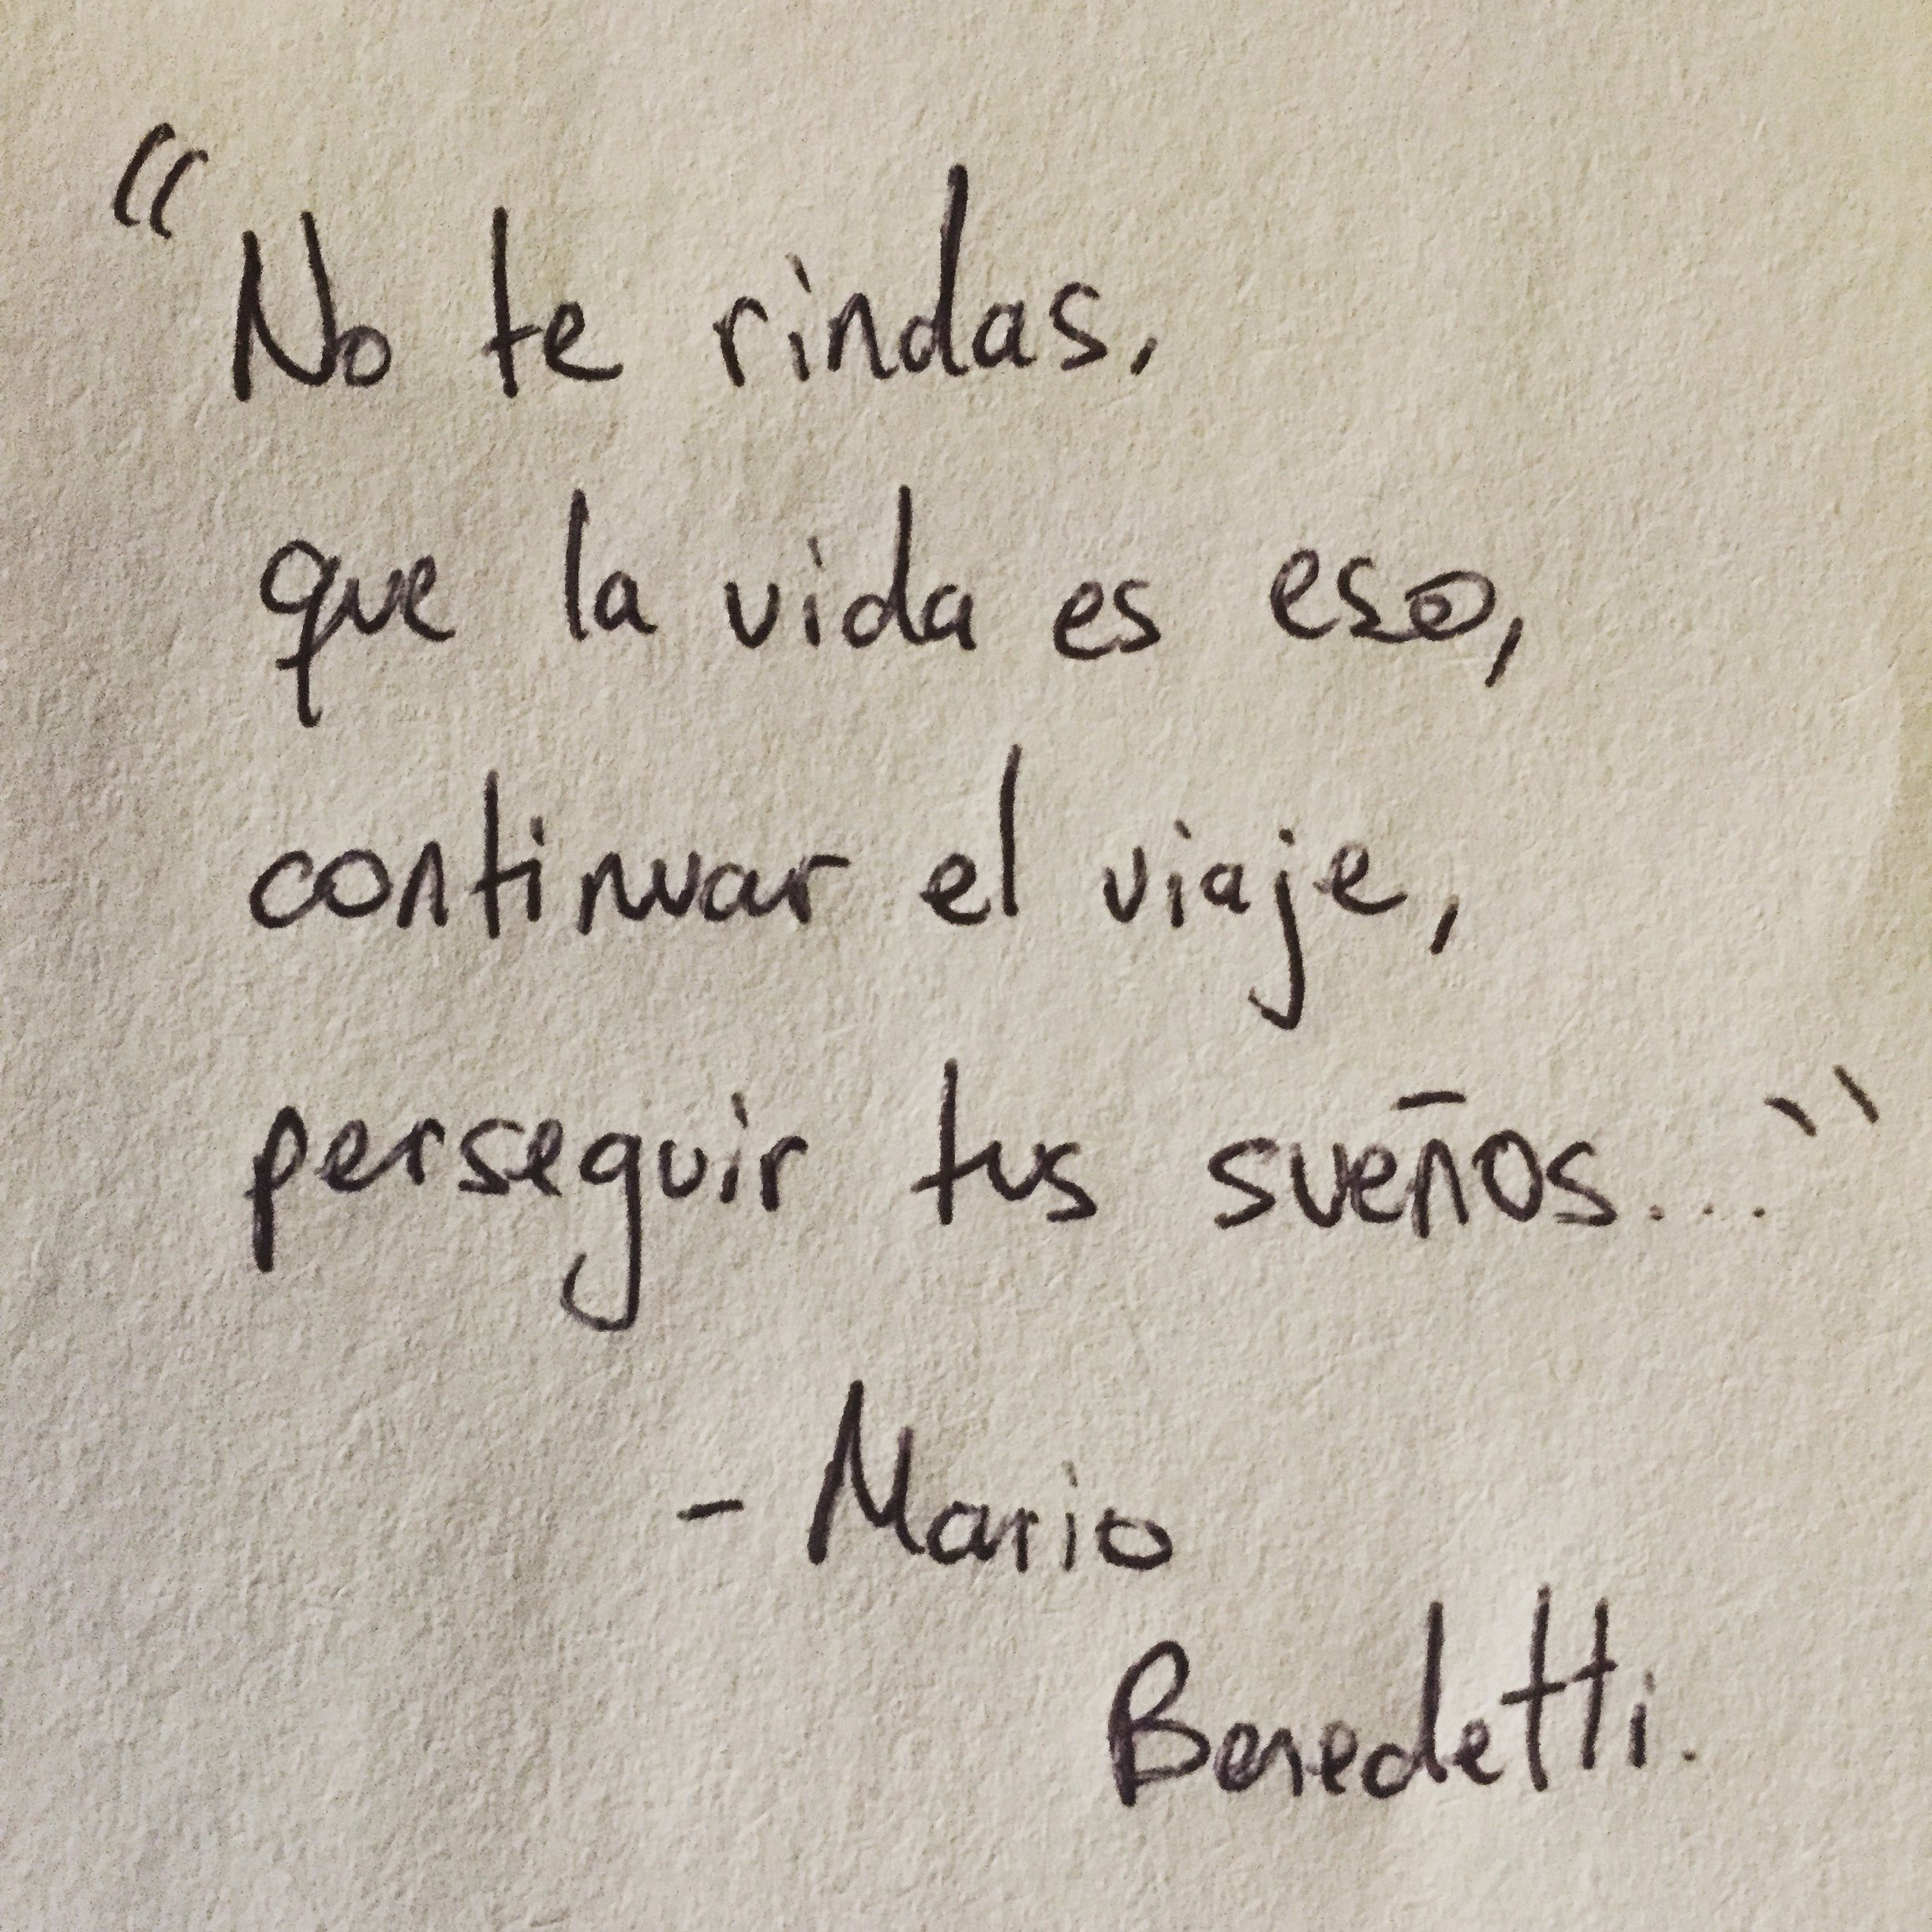 “No te rindas,
que la vida es eso,
continuar el viaje,
perseguir tus sueños...”
- Mario
Benedetti.